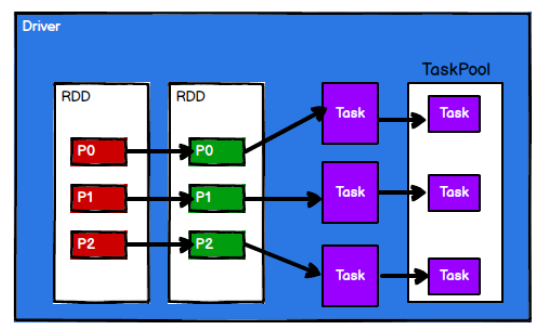 Driver
TaskPool
RDD
RDD
P0
P0
Task
Task
P1
P1
Task
Task
P2
P2
Task
Task